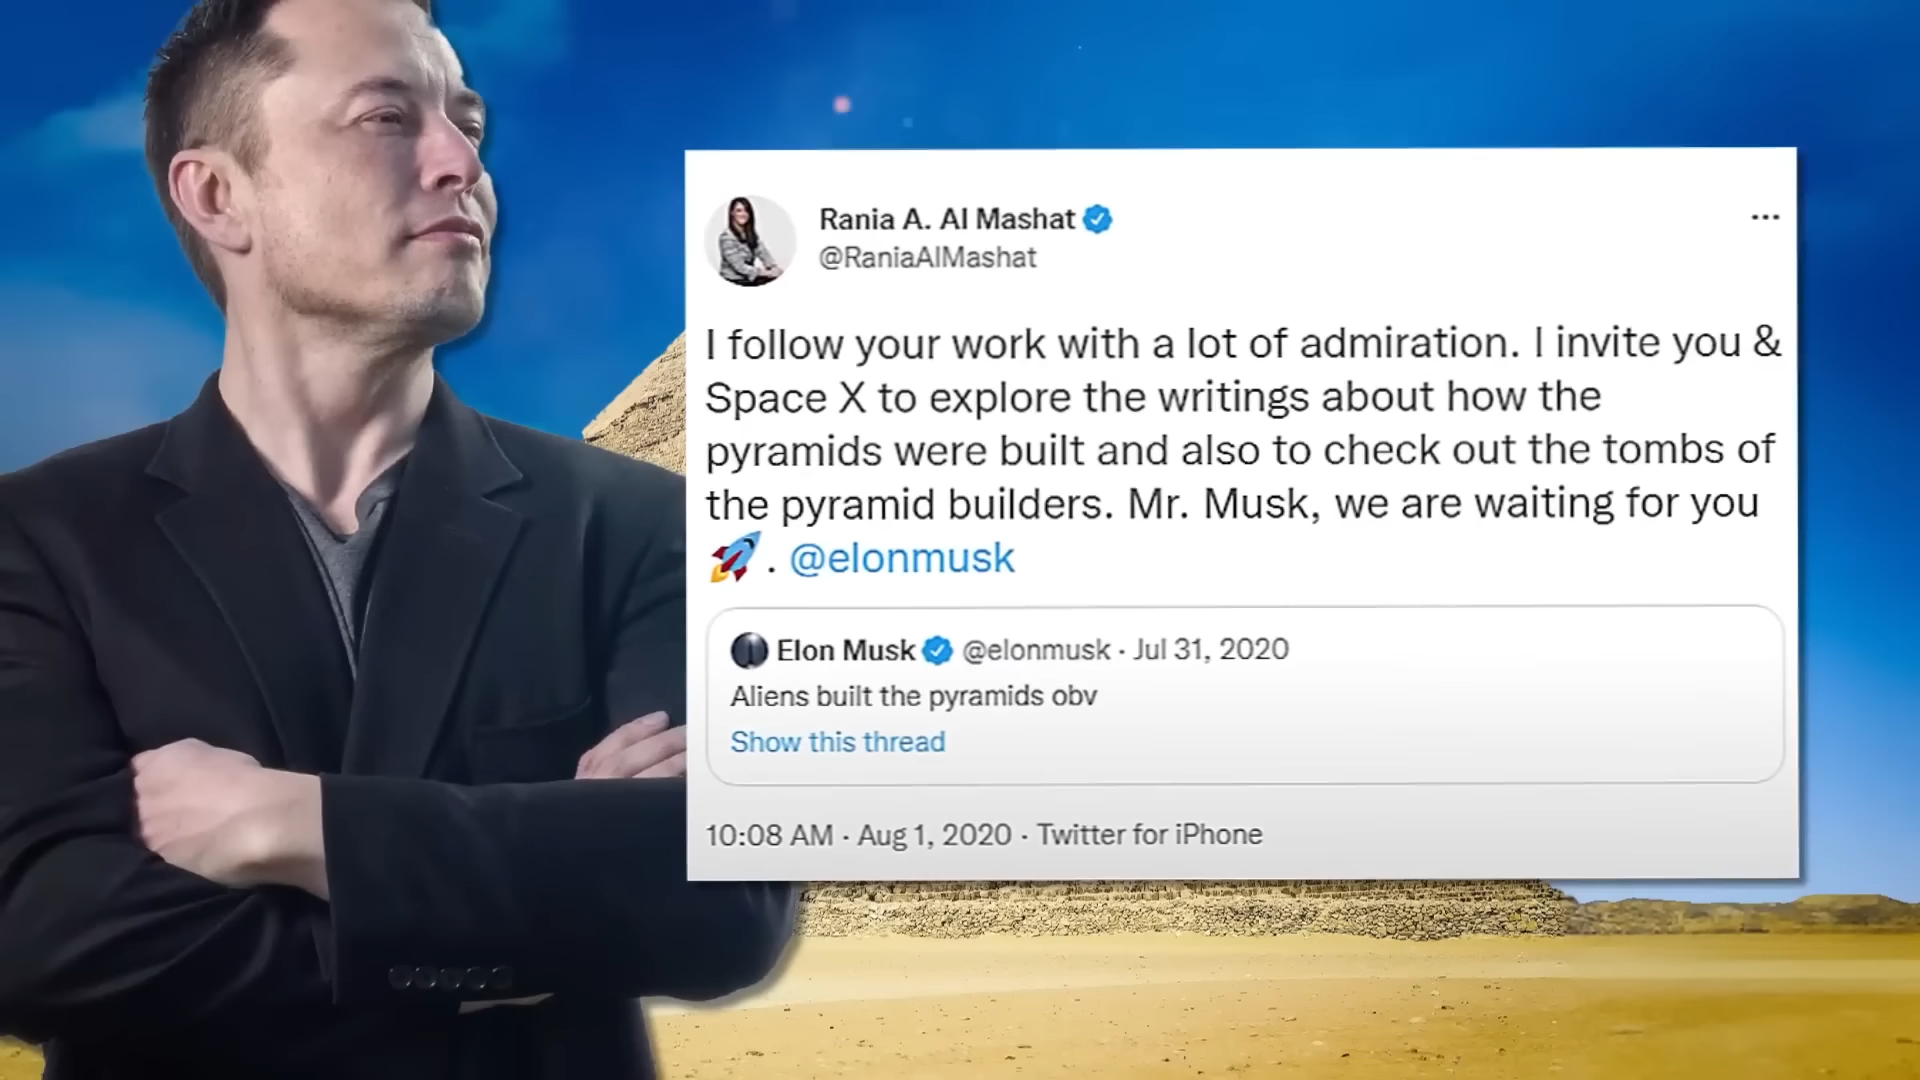 Rania A. Al Mashat
@RaniaAlMashat
I follow your work with a lot of admiration. I invite you &
Space X to explore the writings about how the
pyramids were built and also to check out the tombs of
the pyramid builders. Mr. Musk, we are waiting for you
🚀. @elonmusk
Elon Musk @elonmusk · Jul 31, 2020
Aliens built the pyramids obv
Show this thread
10:08 AM · Aug 1, 2020 · Twitter for iPhone